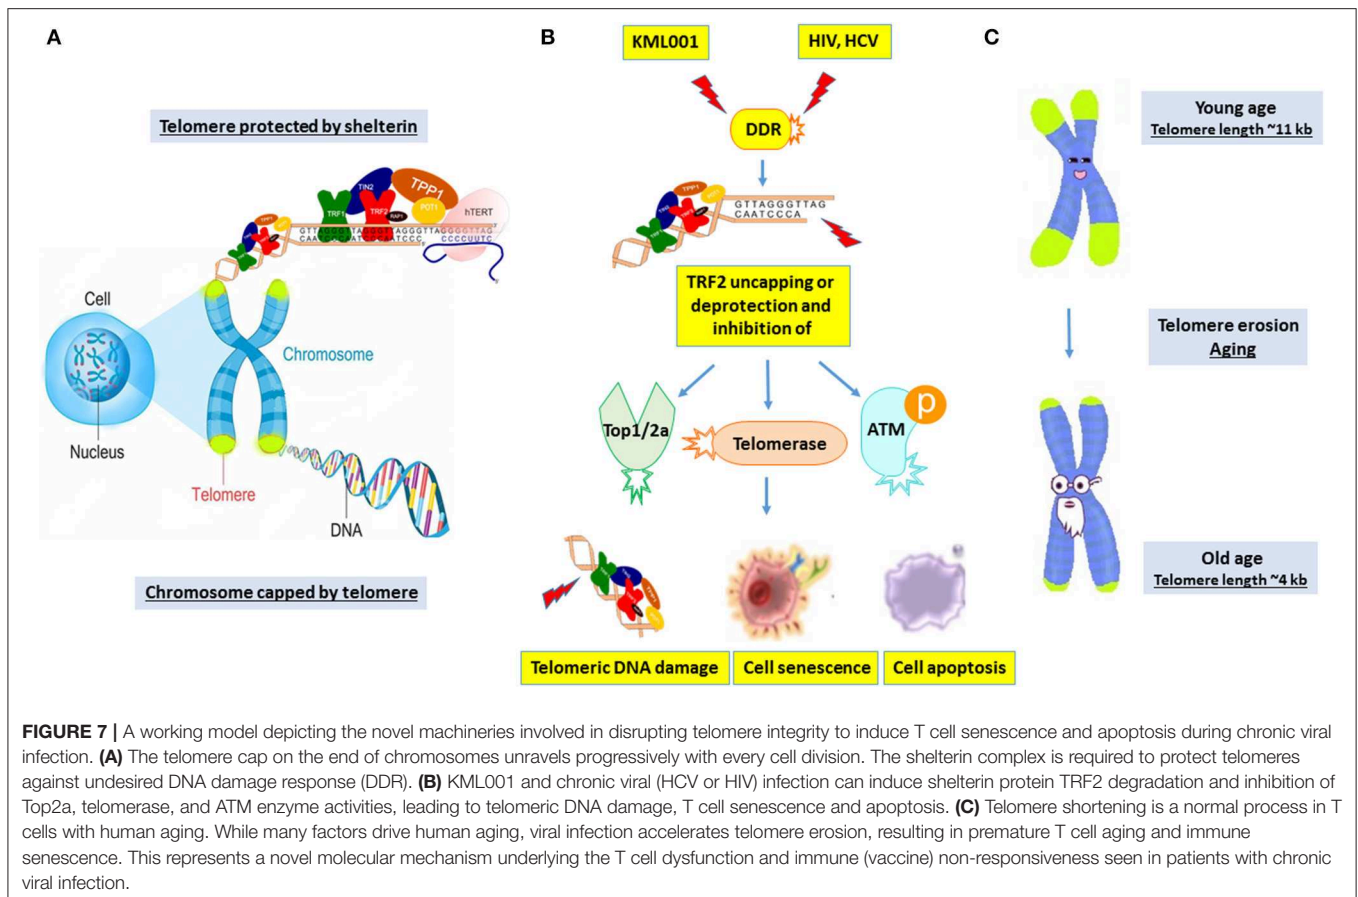 A
Telomere protected by shelterin
TIN2
TPP1
TRF1
TRF2
RAP1
POT1
hTERT
TPP1
GTTAGGGTTAGGGTTAGGGTTAGGGGTTAG
CAATCCCAATCCCAATCCC
CCCCUUTC
Cell
Nucleus
Chromosome
Telomere
DNA
Chromosome capped by telomere
B
KML001
HIV, HCV
DDR
TPP1
GTTAGGGTTAG
CAATCCCA
TRF2 uncapping or
deprotection and
inhibition of
Top1/2a
Telomerase
ATM
p
Telomeric DNA damage
Cell senescence
Cell apoptosis
C
Young age
Telomere length ~11 kb
Telomere erosion
Aging
Old age
Telomere length ~4 kb
FIGURE 7 | A working model depicting the novel machineries involved in disrupting telomere integrity to induce T cell senescence and apoptosis during chronic viral
infection. (A) The telomere cap on the end of chromosomes unravels progressively with every cell division. The shelterin complex is required to protect telomeres
against undesired DNA damage response (DDR). (B) KML001 and chronic viral (HCV or HIV) infection can induce shelterin protein TRF2 degradation and inhibition of
Top2a, telomerase, and ATM enzyme activities, leading to telomeric DNA damage, T cell senescence and apoptosis. (C) Telomere shortening is a normal process in T
cells with human aging. While many factors drive human aging, viral infection accelerates telomere erosion, resulting in premature T cell aging and immune
senescence. This represents a novel molecular mechanism underlying the T cell dysfunction and immune (vaccine) non-responsiveness seen in patients with chronic
viral infection.